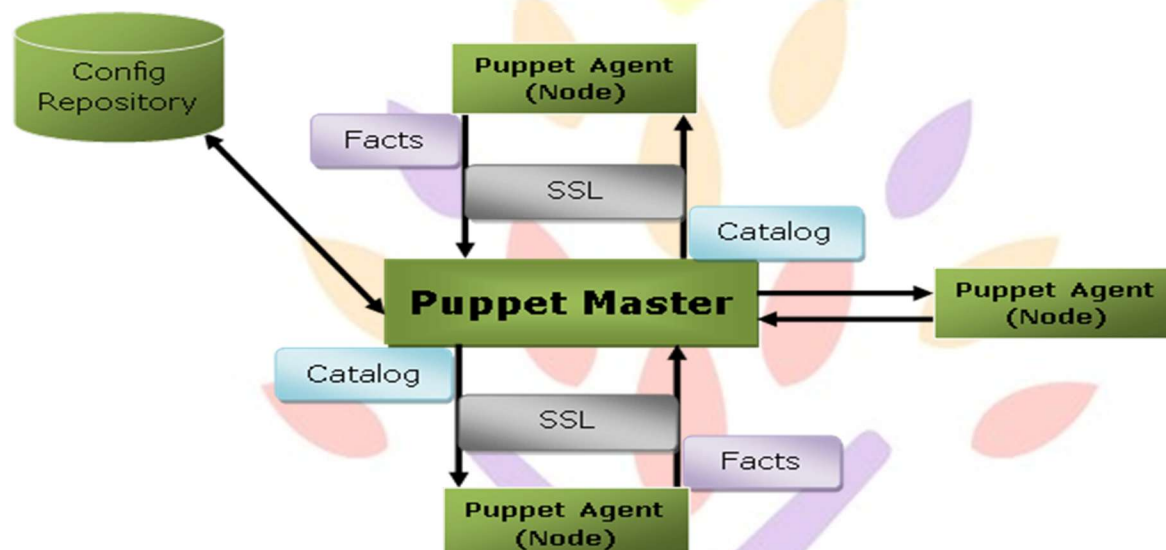 Config
Repository
Puppet Agent
(Node)
Facts
SSL
Catalog
Puppet Master
Puppet Agent
(Node)
Catalog
SSL
Facts
Puppet Agent
(Node)